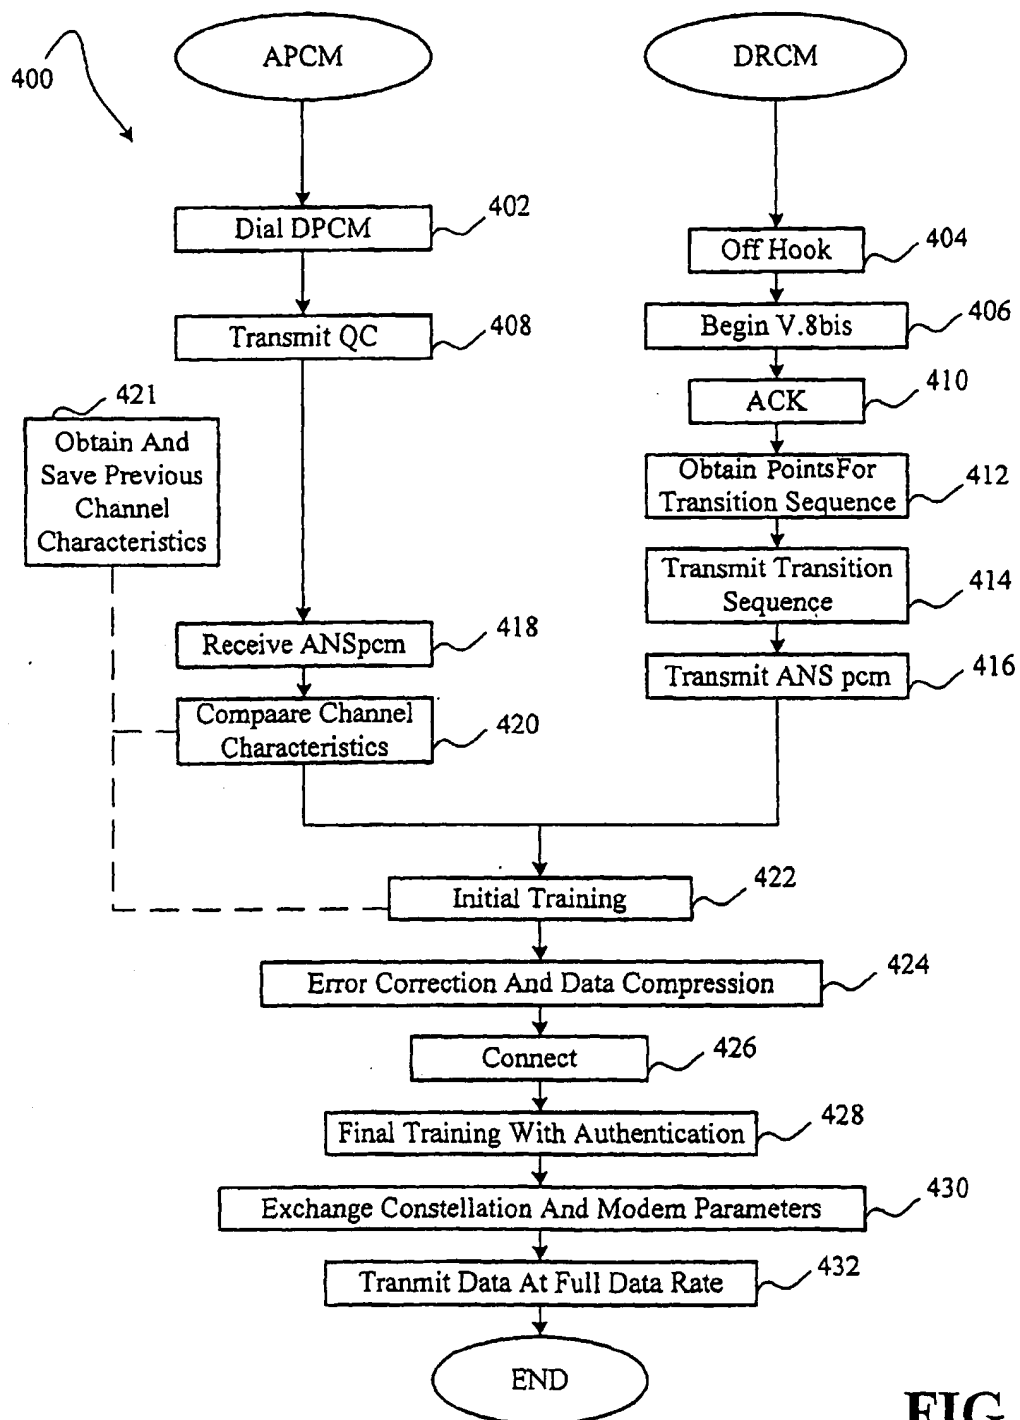 400
APCM
DRCM
Dial DPCM
402
Off Hook
404
Transmit QC
408
Begin V.8bis
406
ACK
410
421
Obtain And
Save Previous
Channel
Characteristics
Obtain PointsFor
Transition Sequence
412
Transmit Transition
Sequence
414
Receive ANSpcm
418
Transmit ANS pcm
416
Compaare Channel
Characteristics
420
Initial Training
422
Error Correction And Data Compression
424
Connect
426
Final Training With Authentication
428
Exchange Constellation And Modem Parameters
430
Tranmit Data At Full Data Rate
432
END
FIG